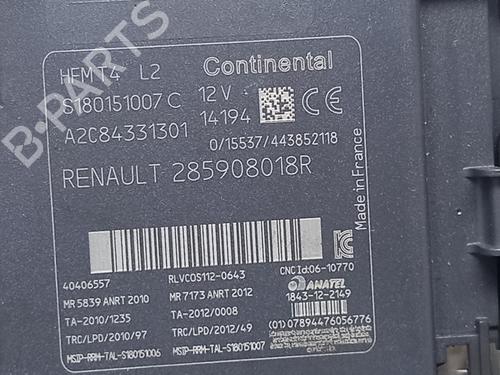 B-PARTS
HFM T4 L2 Continental
S180151007 C 12 V
A2C84331301 14194
0/15537/443852118
RENAULT 285908018R
Made in France
40406557 RLVCOS112-0643 CNC Id:06-10770
MR 5839 ANRT 2010 MR 7173 ANRT 2012 ANATEL
TA-2010/1235 TA-2012/0008 1843-12-2149
TRC/LPD/2010/97 TRC/LPD/2012/49 (01) 07894476056776
MSIP-RRM-TAL-S180151006 MSIP-RRM-TAL-S180151007